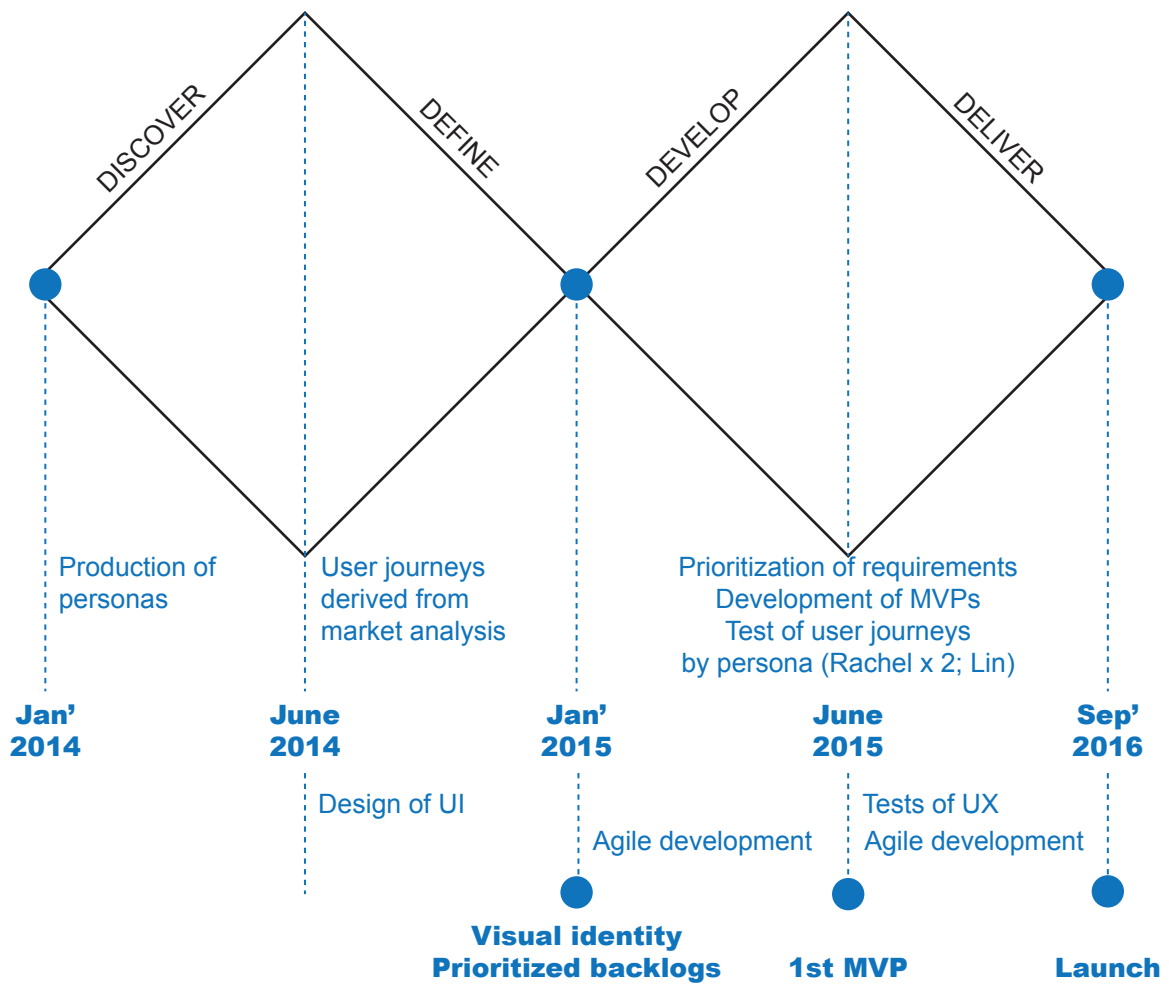 DISCOVER
DEFINE
DEVELOP
DELIVER
Production of
personas
User journeys
derived from
market analysis
Prioritization of requirements
Development of MVPs
Test of user journeys
by persona (Rachel x 2; Lin)
Jan’
2014
June
2014
Jan’
2015
June
2015
Sep’
2016
Design of UI
Agile development
Tests of UX
Agile development
Visual identity
Prioritized backlogs
1st MVP
Launch